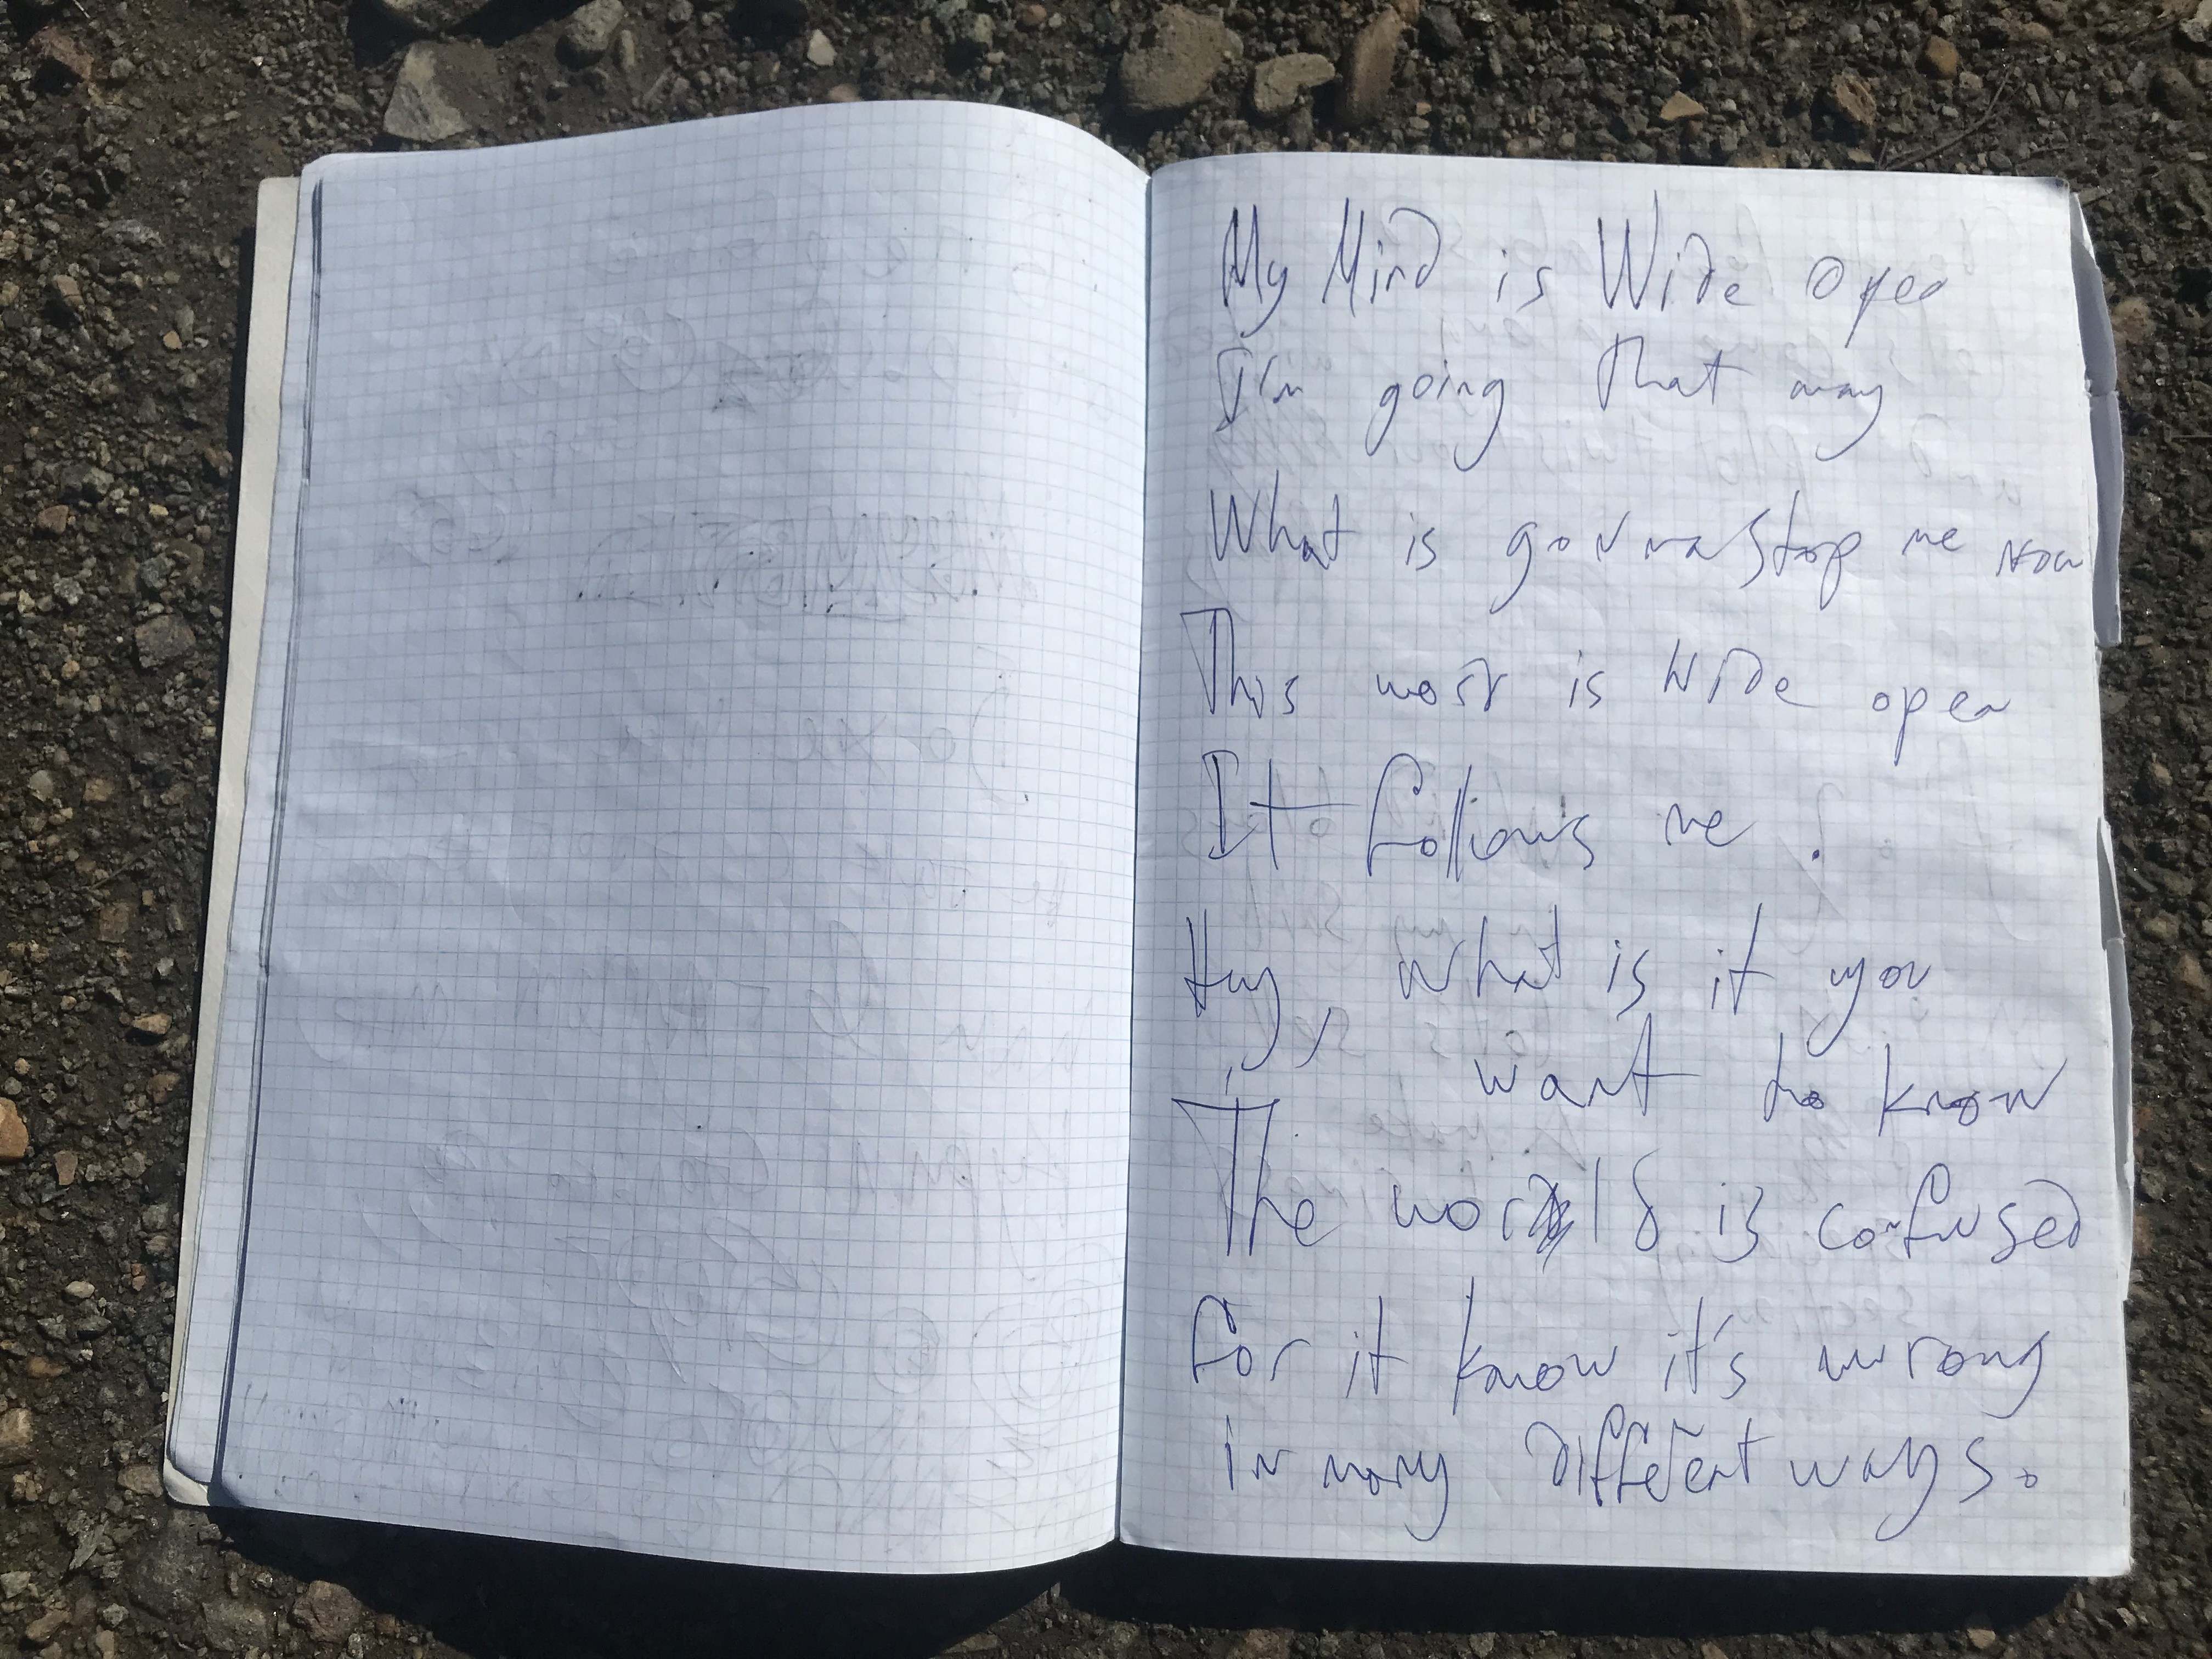 My Mind is Wide Open
I'm going that way
What is gounna stop me now
This is Wide open
It follows me.
Hey, what is it you
want to know
The world is confused
for it know it's wrong
in many different ways.